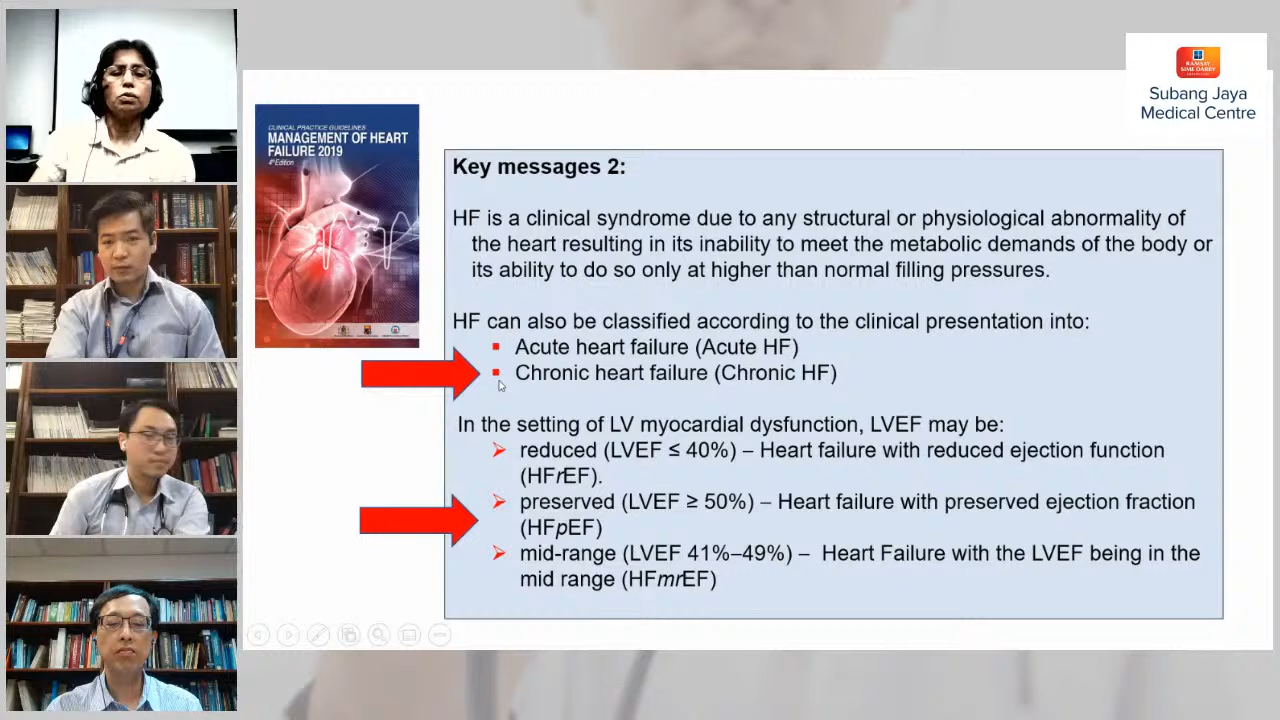 RAMSAY
SIME DARBY
Subang Jaya
Medical Centre
CLINICAL PRACTICE GUIDELINES
MANAGEMENT OF HEART
FAILURE 2019
4th Edition
Key messages 2:
HF is a clinical syndrome due to any structural or physiological abnormality of
the heart resulting in its inability to meet the metabolic demands of the body or
its ability to do so only at higher than normal filling pressures.
HF can also be classified according to the clinical presentation into:
Acute heart failure (Acute HF)
Chronic heart failure (Chronic HF)
In the setting of LV myocardial dysfunction, LVEF may be:
reduced (LVEF ≤ 40%) – Heart failure with reduced ejection function
(HFrEF).
preserved (LVEF ≥ 50%) – Heart failure with preserved ejection fraction
(HFpEF)
mid-range (LVEF 41%–49%) – Heart Failure with the LVEF being in the
mid range (HFmrEF)